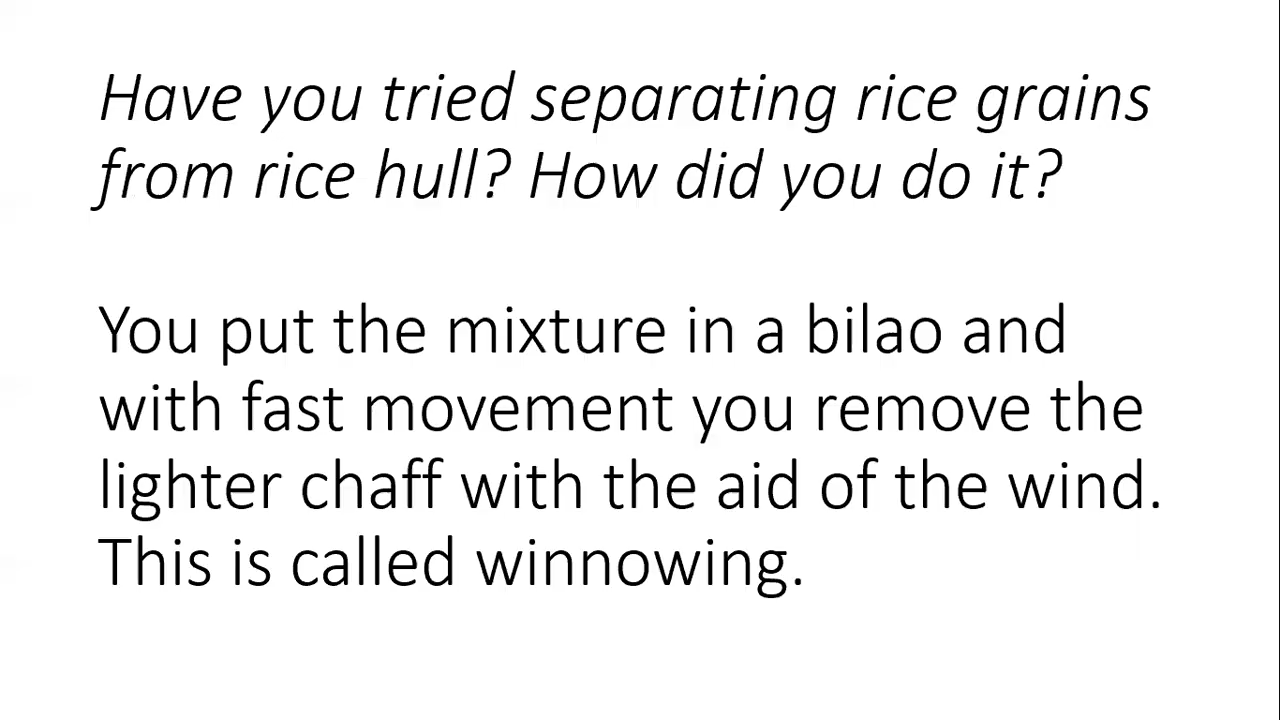 Have you tried separating rice grains
from rice hull? How did you do it?
You put the mixture in a bilao and
with fast movement you remove the
lighter chaff with the aid of the wind.
This is called winnowing.